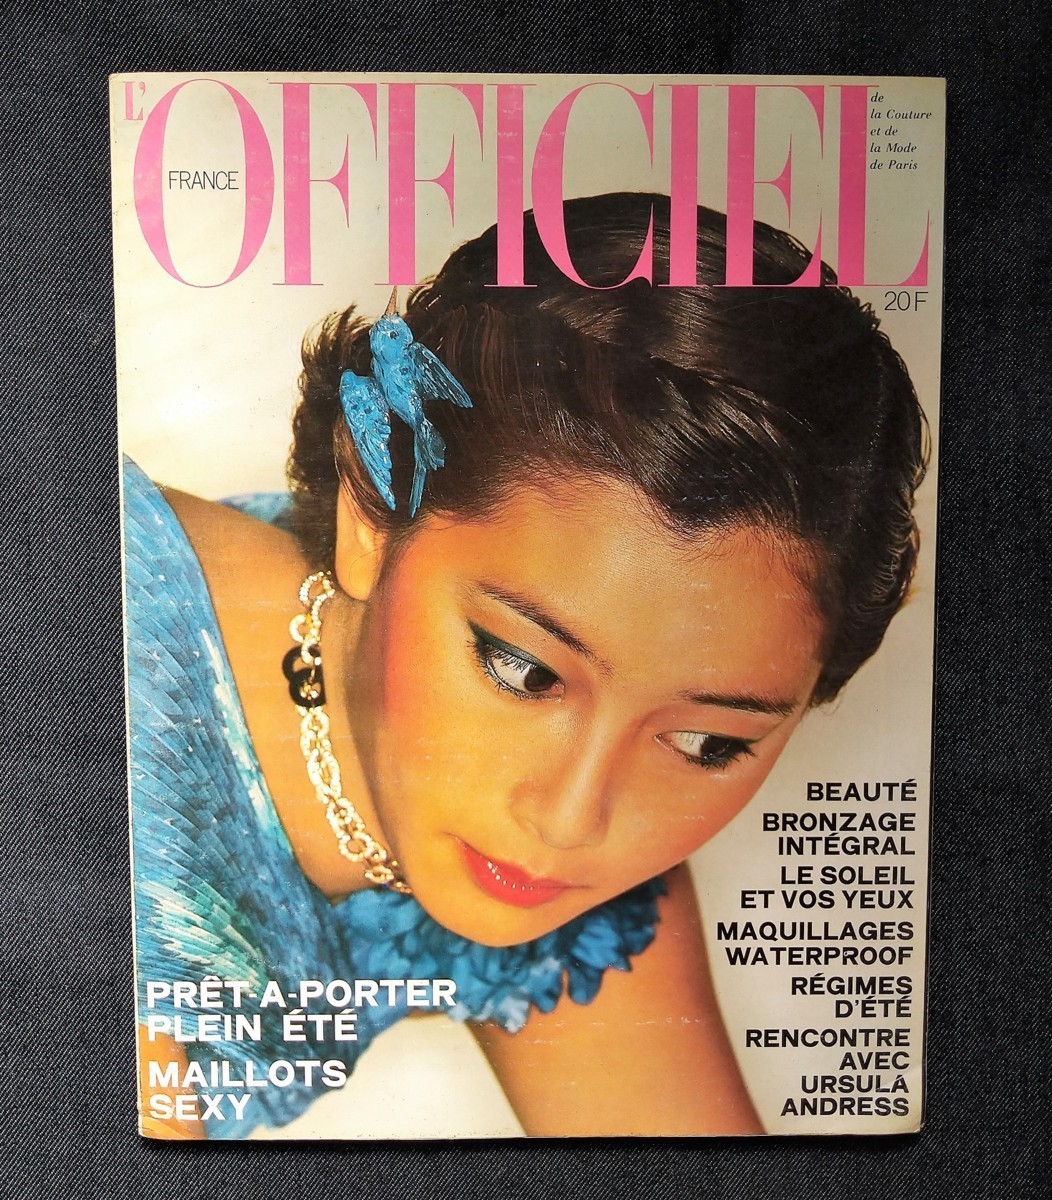 L'OFFICIEL
de
la Couture
et de
la Mode
de Paris
FRANCE
20F
BEAUTÉ
BRONZAGE
INTÉGRAL
LE SOLEIL
ET VOS YEUX
MAQUILLAGES
WATERPROOF
RÉGIMES
D'ÉTÉ
RENCONTRE
AVEC
URSULA
ANDRESS
PRÊT-A-PORTER
PLEIN ÉTÉ
MAILLOTS
SEXY